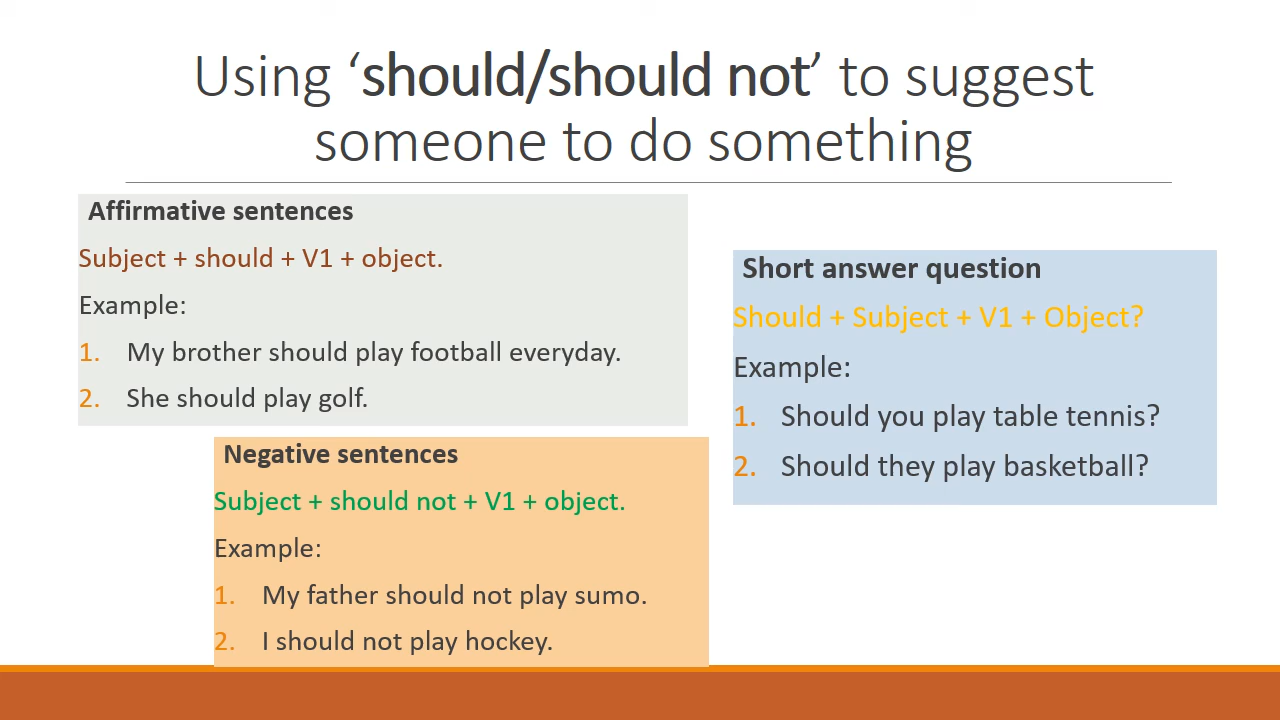 Using ‘should/should not’ to suggest
someone to do something
Affirmative sentences
Subject + should + V1 + object.
Example:
1. My brother should play football everyday.
2. She should play golf.
Negative sentences
Subject + should not + V1 + object.
Example:
1. My father should not play sumo.
2. I should not play hockey.
Short answer question
Should + Subject + V1 + Object?
Example:
1. Should you play table tennis?
2. Should they play basketball?